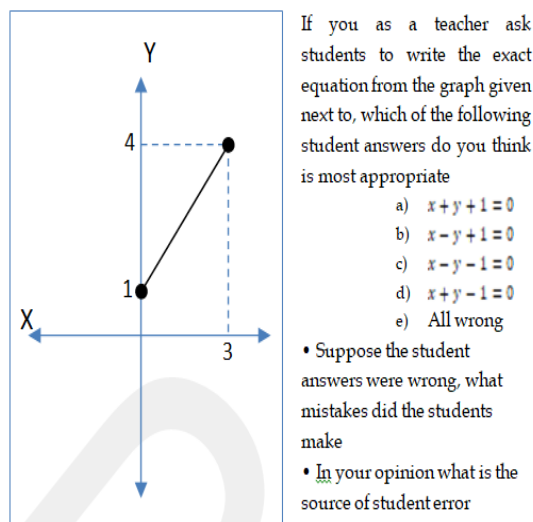 Y
4
1
X
3
If you as a teacher ask
students to write the exact
equation from the graph given
next to, which of the following
student answers do you think
is most appropriate
a) x + y + 1 = 0
b) x − y + 1 = 0
c) x − y − 1 = 0
d) x + y − 1 = 0
e) All wrong
• Suppose the student
answers were wrong, what
mistakes did the students
make
• In your opinion what is the
source of student error